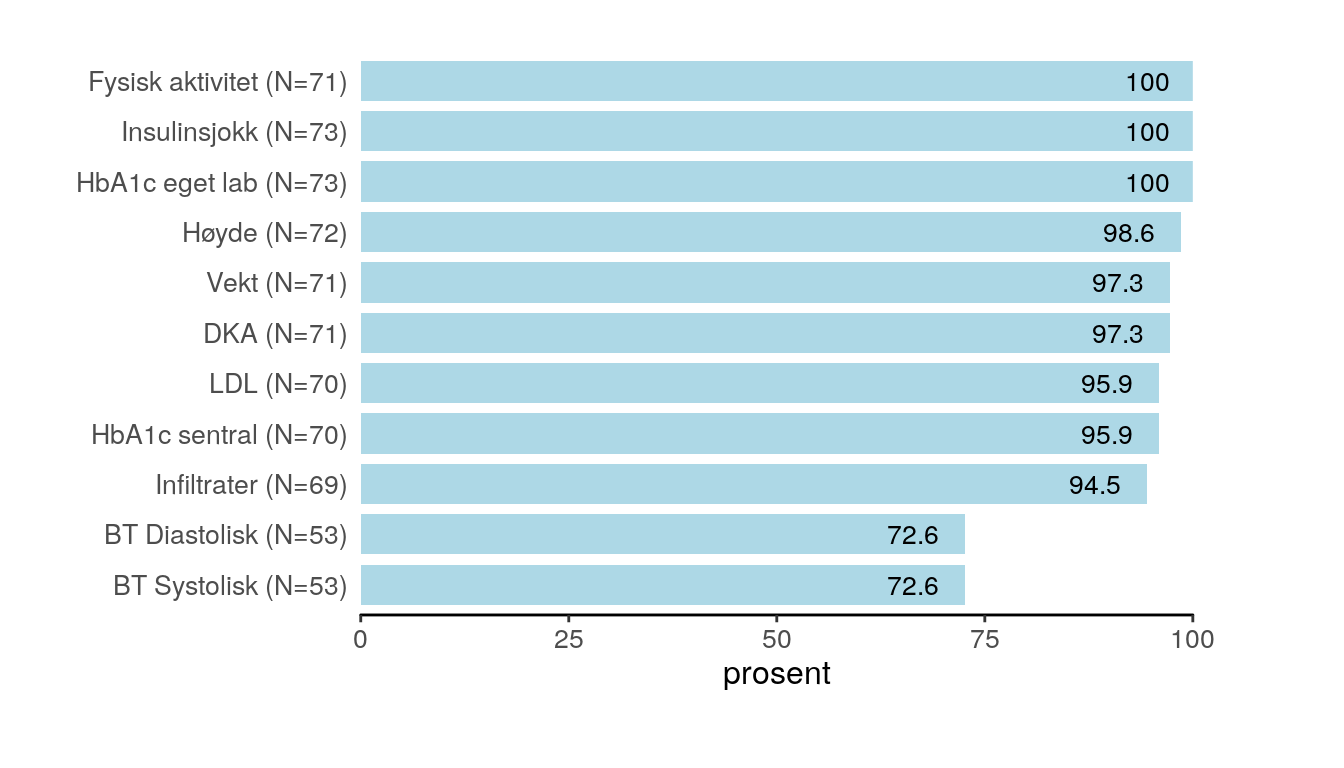 Fysisk aktivitet (N=71) 100
Insulinsjokk (N=73) 100
HbA1c eget lab (N=73) 100
Høyde (N=72) 98.6
Vekt (N=71) 97.3
DKA (N=71) 97.3
LDL (N=70) 95.9
HbA1c sentral (N=70) 95.9
Infiltrater (N=69) 94.5
BT Diastolisk (N=53) 72.6
BT Systolisk (N=53) 72.6
0 25 50 75 100
prosent